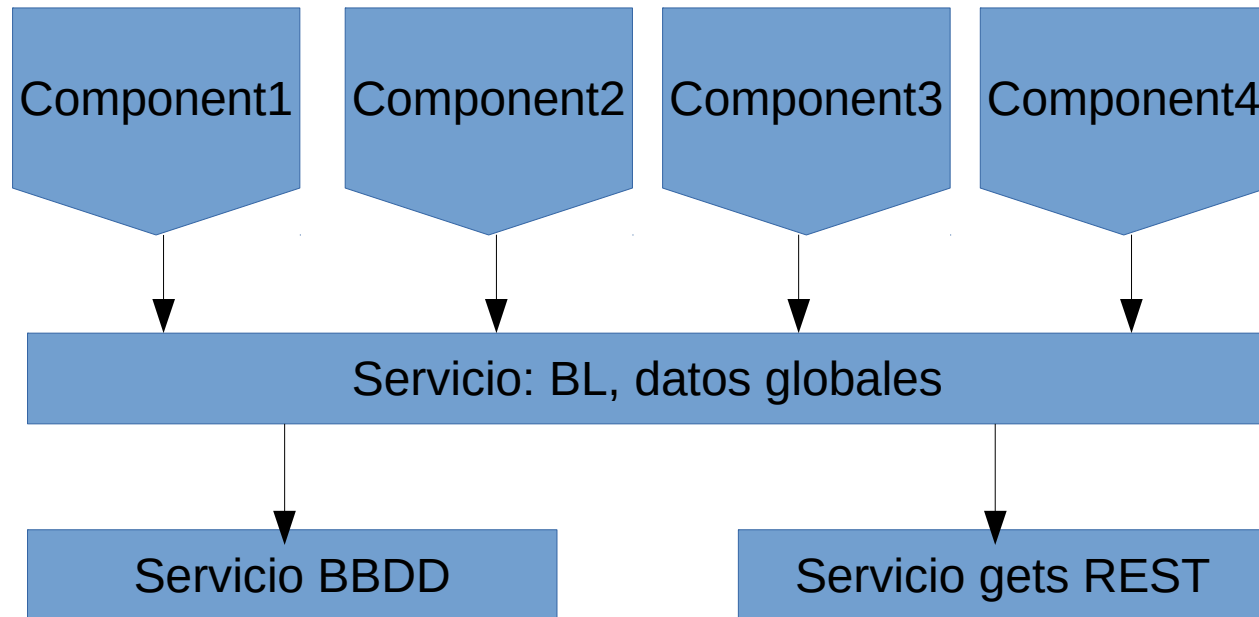 Component1
Component2
Component3
Component4
Servicio: BL, datos globales
Servicio BBDD
Servicio gets REST